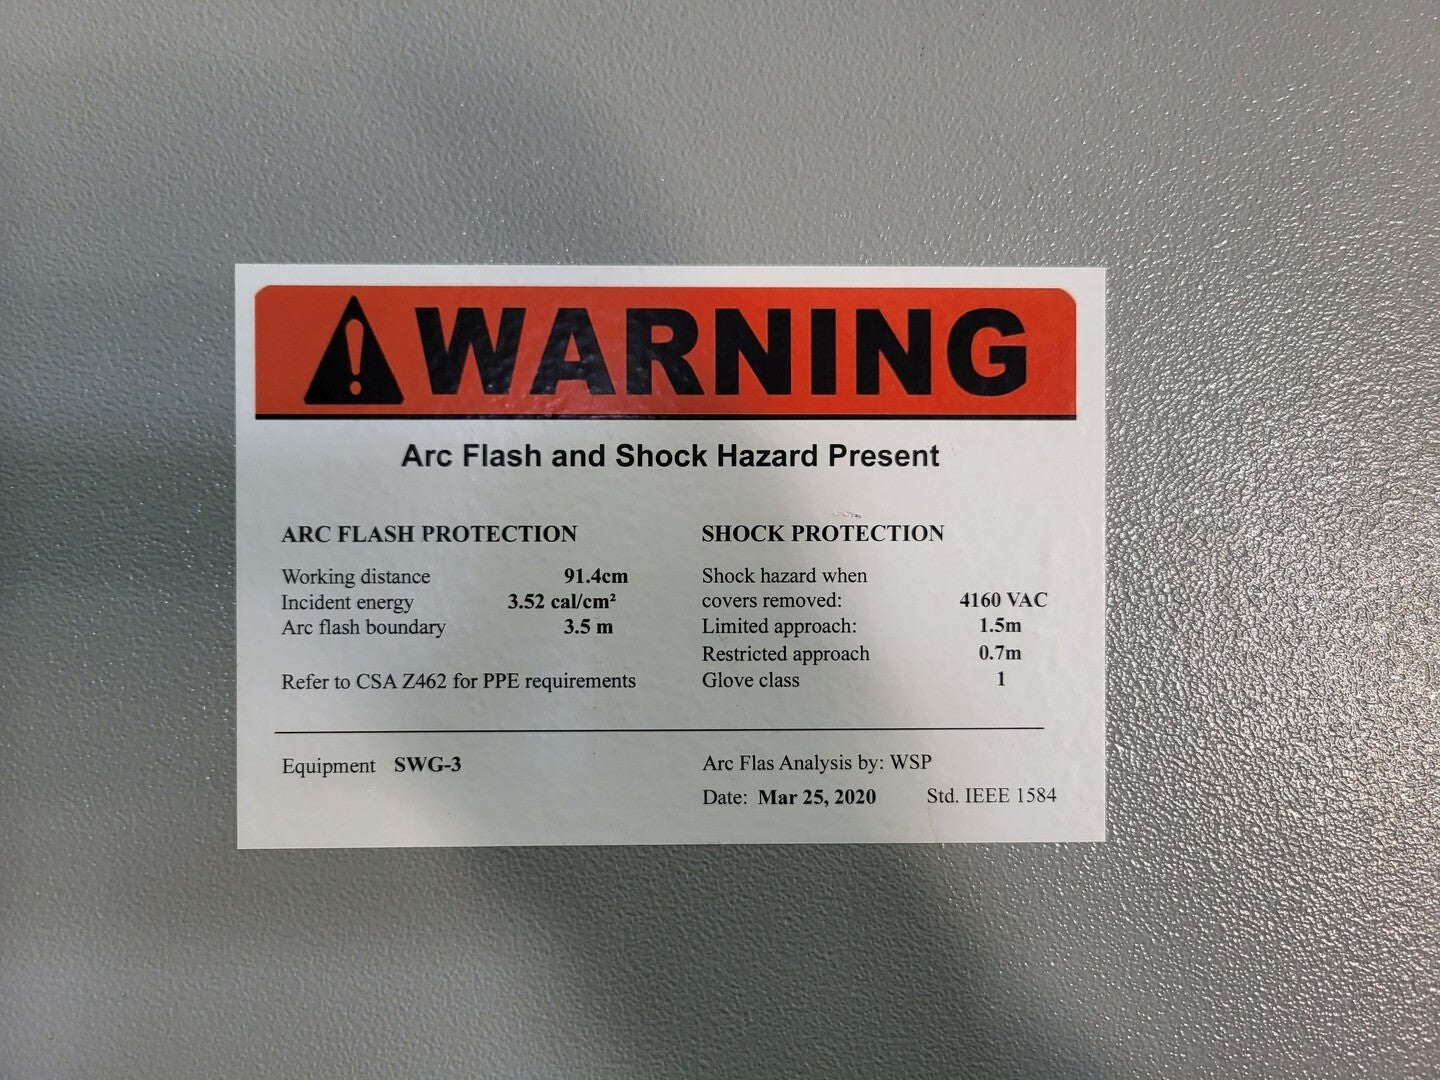 WARNING
Arc Flash and Shock Hazard Present
ARC FLASH PROTECTION
Working distance 91.4cm
Incident energy 3.52 cal/cm²
Arc flash boundary 3.5 m
Refer to CSA Z462 for PPE requirements
SHOCK PROTECTION
Shock hazard when
covers removed: 4160 VAC
Limited approach: 1.5m
Restricted approach 0.7m
Glove class 1
Equipment SWG-3
Arc Flas Analysis by: WSP
Date: Mar 25, 2020 Std. IEEE 1584